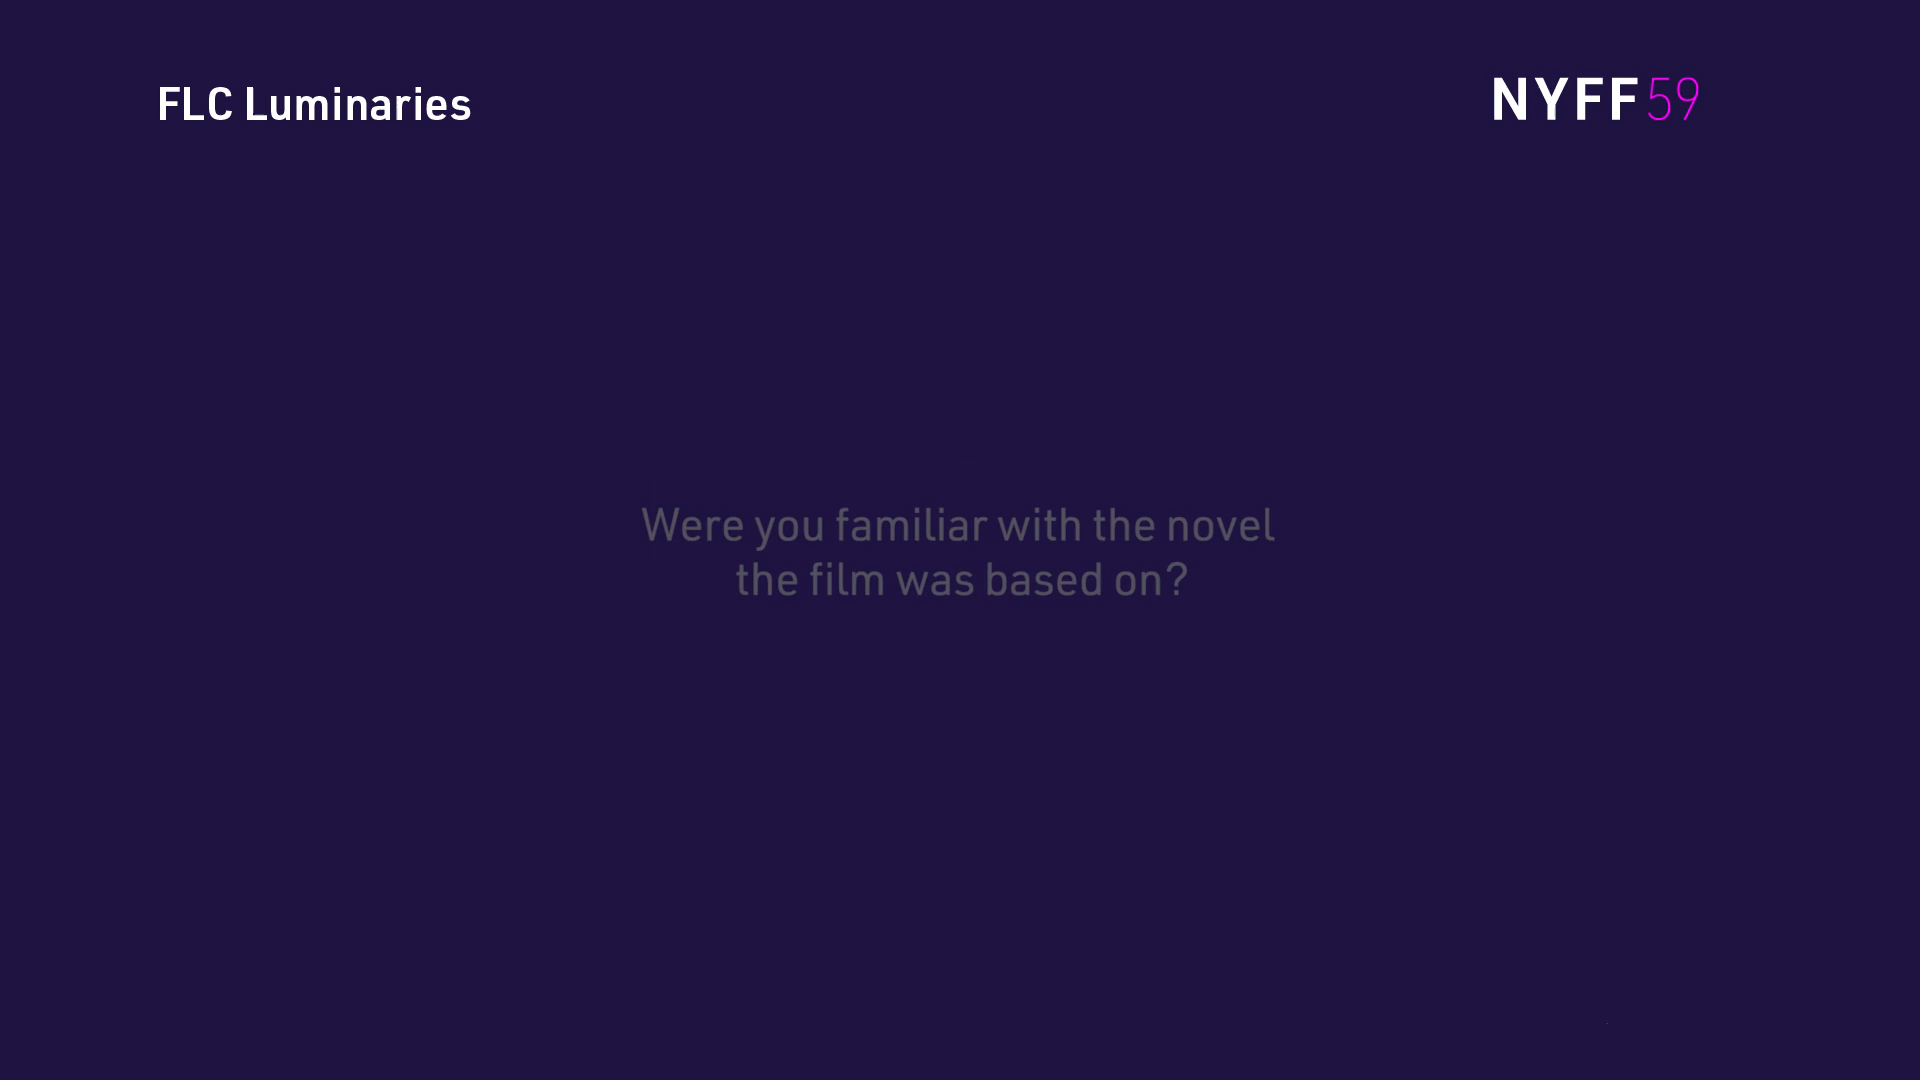 FLC Luminaries
NYFF59
Were you familiar with the novel
the film was based on?